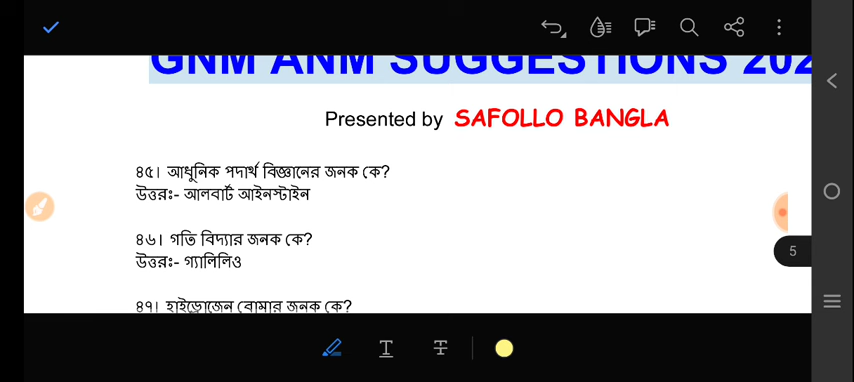 GNM ANM SUGGESTIONS 202
Presented by SAFOLLO BANGLA
৪৫। আধুনিক পদার্থ বিজ্ঞানের জনক কে?
উত্তরঃ- আলবার্ট আইনস্টাইন
৪৬। গতি বিদ্যার জনক কে?
উত্তরঃ- গ্যালিলিও
5
৪৭। হাইড্রোজেন বোমার জনক কে?
T T